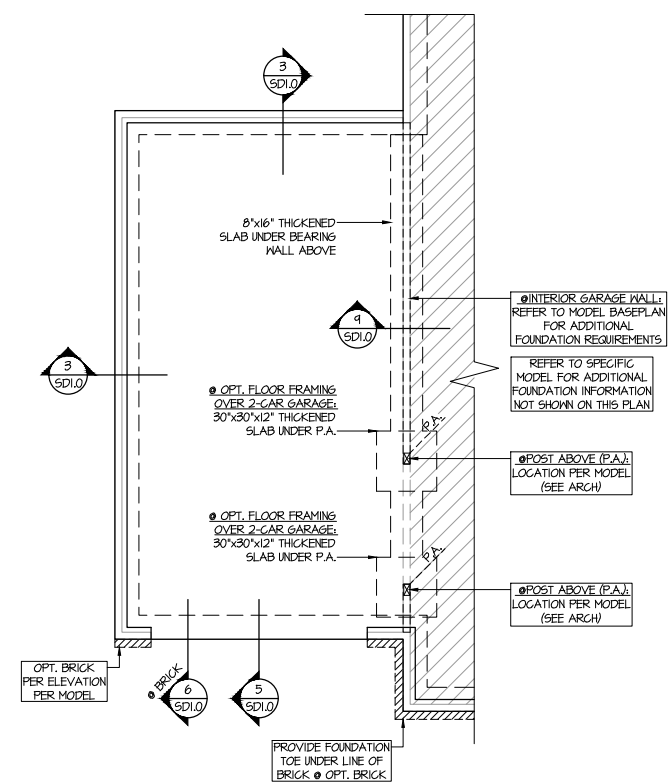 3
SD1.0
8"x16" THICKENED
SLAB UNDER BEARING
WALL ABOVE
@INTERIOR GARAGE WALL:
REFER TO MODEL BASEPLAN
FOR ADDITIONAL
FOUNDATION REQUIREMENTS
9
SD1.0
3
SD1.0
REFER TO SPECIFIC
MODEL FOR ADDITIONAL
FOUNDATION INFORMATION
NOT SHOWN ON THIS PLAN
@ OPT. FLOOR FRAMING
OVER 2-CAR GARAGE:
30"x30"x12" THICKENED
SLAB UNDER P.A.
P.A.
@POST ABOVE (P.A.):
LOCATION PER MODEL
(SEE ARCH)
@ OPT. FLOOR FRAMING
OVER 2-CAR GARAGE:
30"x30"x12" THICKENED
SLAB UNDER P.A.
P.A.
@POST ABOVE (P.A.):
LOCATION PER MODEL
(SEE ARCH)
OPT. BRICK
PER ELEVATION
PER MODEL
@ BRICK
6
SD1.0
5
SD1.0
PROVIDE FOUNDATION
TOE UNDER LINE OF
BRICK @ OPT. BRICK